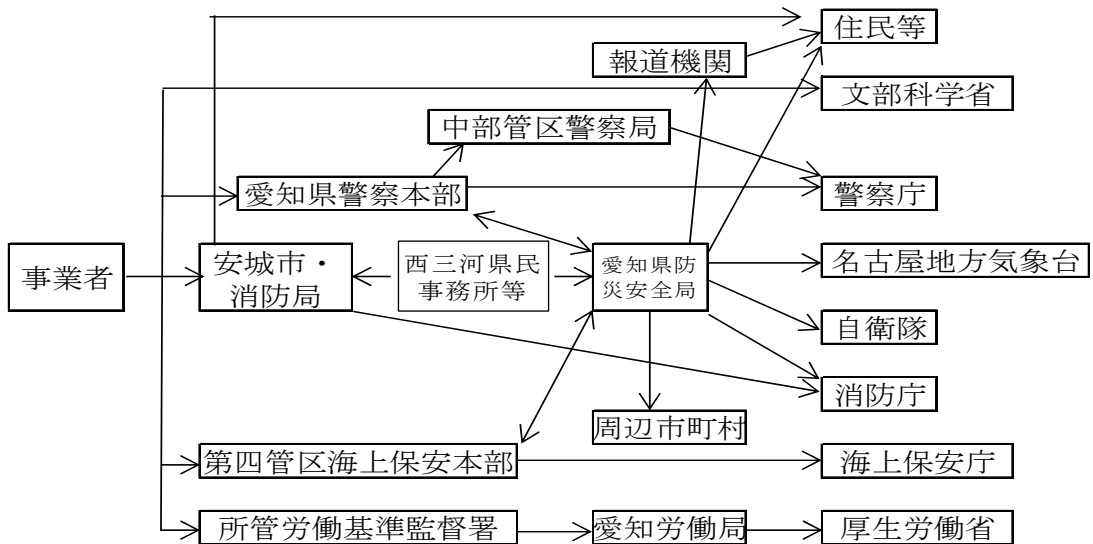 住民等
報道機関
文部科学省
中部管区警察局
愛知県警察本部
警察庁
事業者
安城市・
消防局
西三河県民
事務所等
愛知県防
災安全局
名古屋地方気象台
自衛隊
消防庁
周辺市町村
第四管区海上保安本部
海上保安庁
所管労働基準監督署
愛知労働局
厚生労働省